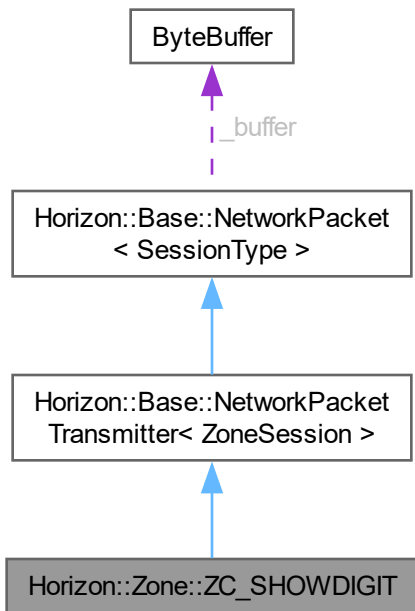 ByteBuffer
_buffer
Horizon::Base::NetworkPacket
< SessionType >
Horizon::Base::NetworkPacket
Transmitter< ZoneSession >
Horizon::Zone::ZC_SHOWDIGIT